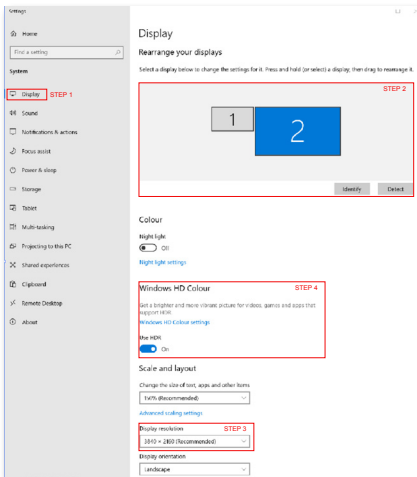 Settings
Home
Find a setting
System
Display STEP 1
Sound
Notifications & actions
Focus assist
Power & sleep
Storage
Tablet
Multi-tasking
Projecting to this PC
Shared experiences
Clipboard
Remote Desktop
About
Display
Rearrange your displays
Select a display below to change the settings for it. Press and hold (or select) a display, then drag to rearrange it.
STEP 2
1
2
Identify Detect
Colour
Night light
Off
Night light settings
Windows HD Colour STEP 4
Get a brighter and more vibrant picture for videos, games and apps that
support HDR.
Windows HD Colour settings
Use HDR
On
Scale and layout
Change the size of text, apps and other items
150% (Recommended)
Advanced scaling settings
Display resolution STEP 3
3840 × 2160 (Recommended)
Display orientation
Landscape